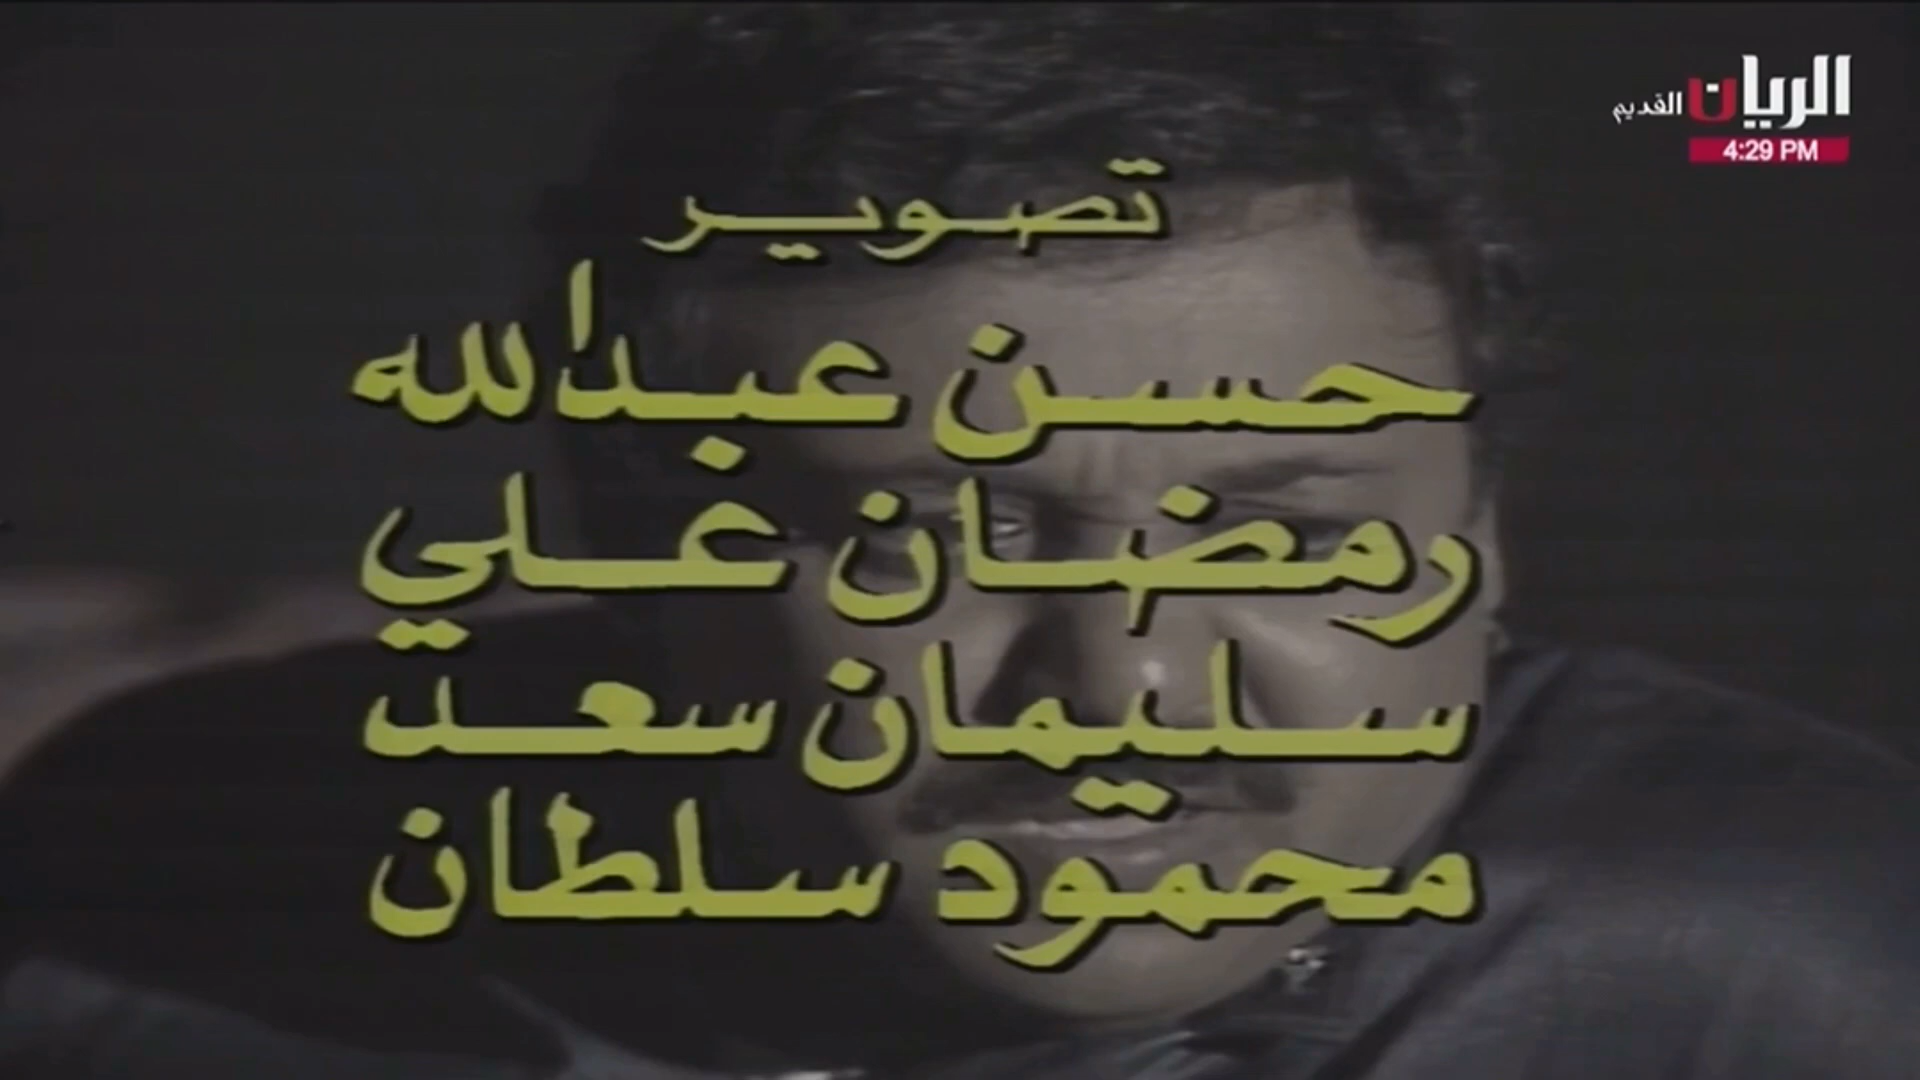 الريان القديم
4:29 PM
تصوير
حسن عبدالله
رمضان علي
سليمان سعد
محمود سلطان